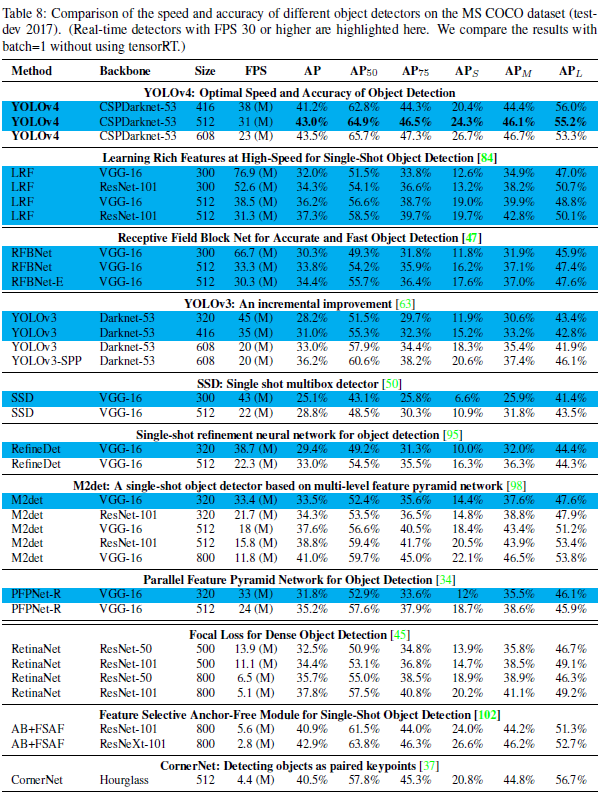 Table 8: Comparison of the speed and accuracy of different object detectors on the MS COCO dataset (test-
dev 2017). (Real-time detectors with FPS 30 or higher are highlighted here. We compare the results with
batch=1 without using tensorRT.)
Method Backbone Size FPS AP AP50 AP75 APS APM APL
YOLOv4: Optimal Speed and Accuracy of Object Detection
YOLOv4 CSPDarknet-53 416 38 (M) 41.2% 62.8% 44.3% 20.4% 44.4% 56.0%
YOLOv4 CSPDarknet-53 512 31 (M) 43.0% 64.9% 46.5% 24.3% 46.1% 55.2%
YOLOv4 CSPDarknet-53 608 23 (M) 43.5% 65.7% 47.3% 26.7% 46.7% 53.3%
Learning Rich Features at High-Speed for Single-Shot Object Detection [84]
LRF VGG-16 300 76.9 (M) 32.0% 51.5% 33.8% 12.6% 34.9% 47.0%
LRF ResNet-101 300 52.6 (M) 34.3% 54.1% 36.6% 13.2% 38.2% 50.7%
LRF VGG-16 512 38.5 (M) 36.2% 56.6% 38.7% 19.0% 39.9% 48.8%
LRF ResNet-101 512 31.3 (M) 37.3% 58.5% 39.7% 19.7% 42.8% 50.1%
Receptive Field Block Net for Accurate and Fast Object Detection [47]
RFBNet VGG-16 300 66.7 (M) 30.3% 49.3% 31.8% 11.8% 31.9% 45.9%
RFBNet VGG-16 512 33.3 (M) 33.8% 54.2% 35.9% 16.2% 37.1% 47.4%
RFBNet-E VGG-16 512 30.3 (M) 34.4% 55.7% 36.4% 17.6% 37.0% 47.6%
YOLOv3: An incremental improvement [63]
YOLOv3 Darknet-53 320 45 (M) 28.2% 51.5% 29.7% 11.9% 30.6% 43.4%
YOLOv3 Darknet-53 416 35 (M) 31.0% 55.3% 32.3% 15.2% 33.2% 42.8%
YOLOv3 Darknet-53 608 20 (M) 33.0% 57.9% 34.4% 18.3% 35.4% 41.9%
YOLOv3-SPP Darknet-53 608 20 (M) 36.2% 60.6% 38.2% 20.6% 37.4% 46.1%
SSD: Single shot multibox detector [50]
SSD VGG-16 300 43 (M) 25.1% 43.1% 25.8% 6.6% 25.9% 41.4%
SSD VGG-16 512 22 (M) 28.8% 48.5% 30.3% 10.9% 31.8% 43.5%
Single-shot refinement neural network for object detection [95]
RefineDet VGG-16 320 38.7 (M) 29.4% 49.2% 31.3% 10.0% 32.0% 44.4%
RefineDet VGG-16 512 22.3 (M) 33.0% 54.5% 35.5% 16.3% 36.3% 44.3%
M2det: A single-shot object detector based on multi-level feature pyramid network [98]
M2det VGG-16 320 33.4 (M) 33.5% 52.4% 35.6% 14.4% 37.6% 47.6%
M2det ResNet-101 320 21.7 (M) 34.3% 53.5% 36.5% 14.8% 38.8% 47.9%
M2det VGG-16 512 18 (M) 37.6% 56.6% 40.5% 18.4% 43.4% 51.2%
M2det ResNet-101 512 15.8 (M) 38.8% 59.4% 41.7% 20.5% 43.9% 53.4%
M2det VGG-16 800 11.8 (M) 41.0% 59.7% 45.0% 22.1% 46.5% 53.8%
Parallel Feature Pyramid Network for Object Detection [34]
PFPNet-R VGG-16 320 33 (M) 31.8% 52.9% 33.6% 12% 35.5% 46.1%
PFPNet-R VGG-16 512 24 (M) 35.2% 57.6% 37.9% 18.7% 38.6% 45.9%
Focal Loss for Dense Object Detection [45]
RetinaNet ResNet-50 500 13.9 (M) 32.5% 50.9% 34.8% 13.9% 35.8% 46.7%
RetinaNet ResNet-101 500 11.1 (M) 34.4% 53.1% 36.8% 14.7% 38.5% 49.1%
RetinaNet ResNet-50 800 6.5 (M) 35.7% 55.0% 38.5% 18.9% 38.9% 46.3%
RetinaNet ResNet-101 800 5.1 (M) 37.8% 57.5% 40.8% 20.2% 41.1% 49.2%
Feature Selective Anchor-Free Module for Single-Shot Object Detection [102]
AB+FSAF ResNet-101 800 5.6 (M) 40.9% 61.5% 44.0% 24.0% 44.2% 51.3%
AB+FSAF ResNeXt-101 800 2.8 (M) 42.9% 63.8% 46.3% 26.6% 46.2% 52.7%
CornerNet: Detecting objects as paired keypoints [37]
CornerNet Hourglass 512 4.4 (M) 40.5% 57.8% 45.3% 20.8% 44.8% 56.7%